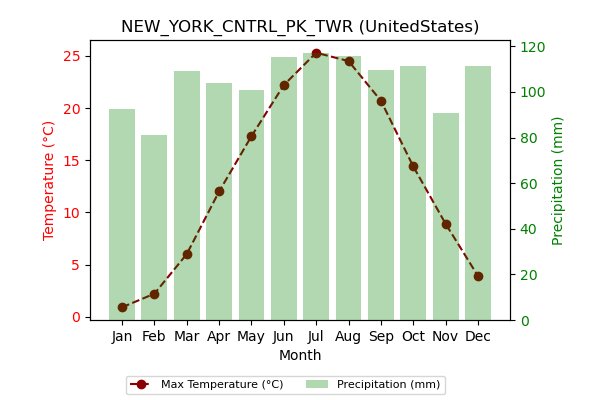 NEW_YORK_CNTRL_PK_TWR (UnitedStates)
25
20
15
10
5
0
Temperature (°C)
120
100
80
60
40
20
0
Precipitation (mm)
Jan Feb Mar Apr May Jun Jul Aug Sep Oct Nov Dec
Month
Max Temperature (°C) Precipitation (mm)